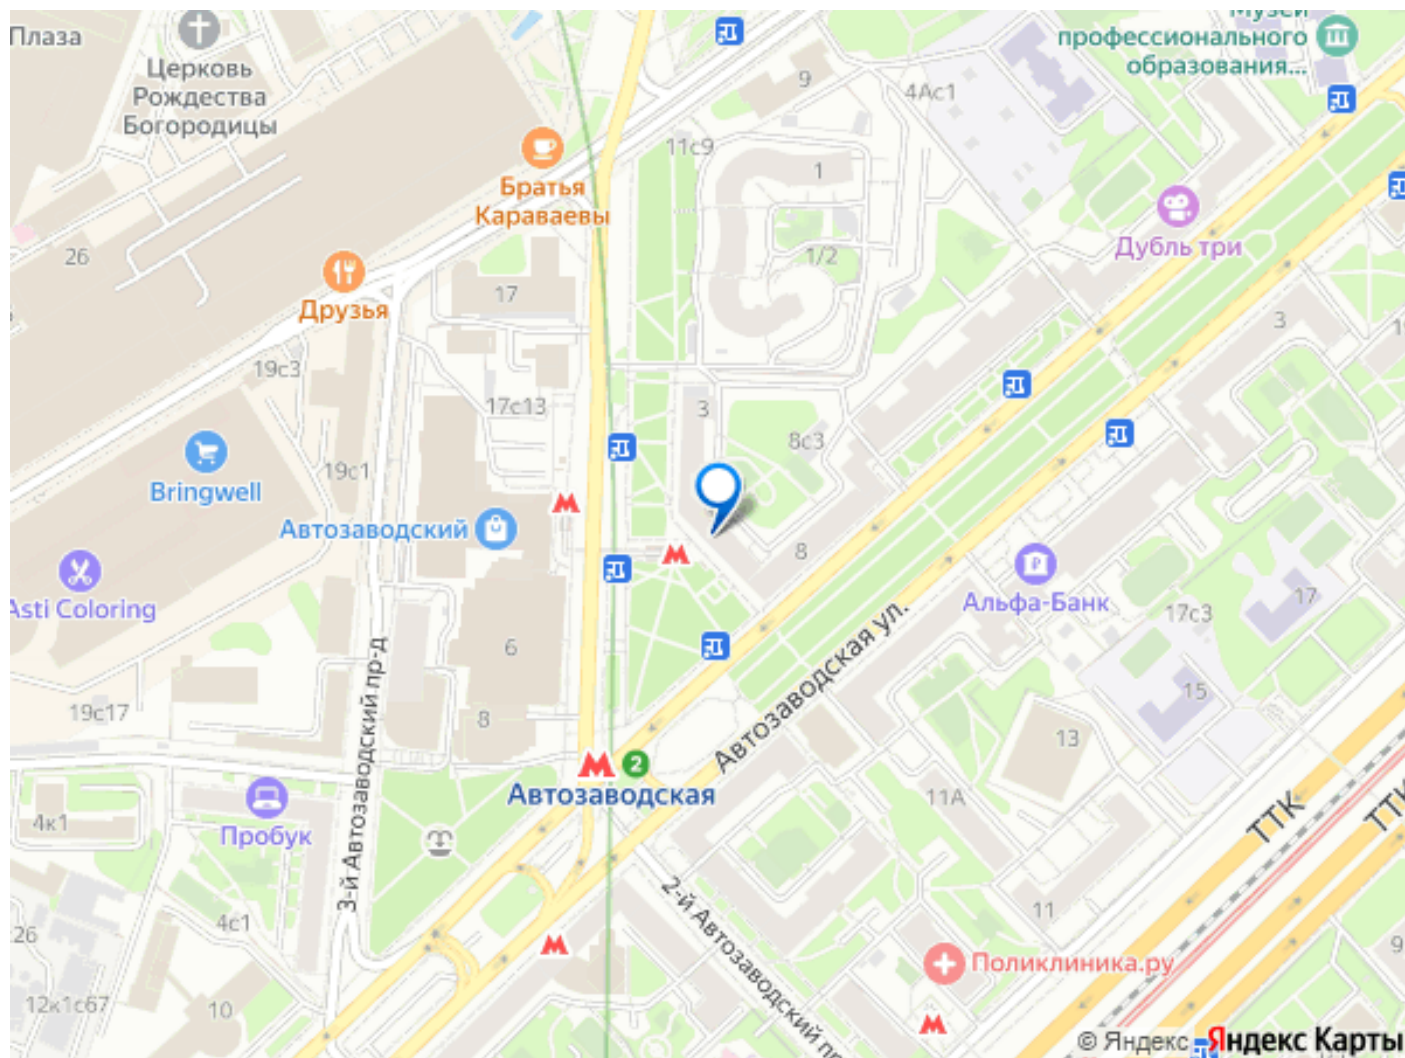 Плаза
Церковь
Рождества
Богородицы
Музей
профессионального
образования...
9
4Ас1
11с9
1
Братья
Караваевы
Дубль три
1/2
26
17
Друзья
3
19с3
17с13
3
8с3
19с1
Bringwell
Автозаводский
8
Asti Coloring
Альфа-Банк
17с3
17
6
Автозаводская ул.
15
19с17
8
13
3-й Автозаводский пр-д
2
Автозаводская
11А
ТТК
ТТК
4к1
Пробук
2-й Автозаводский пр
4с1
11
26
9
Поликлиника.ру
12к1с67
10
© Яндекс
Яндекс Карты